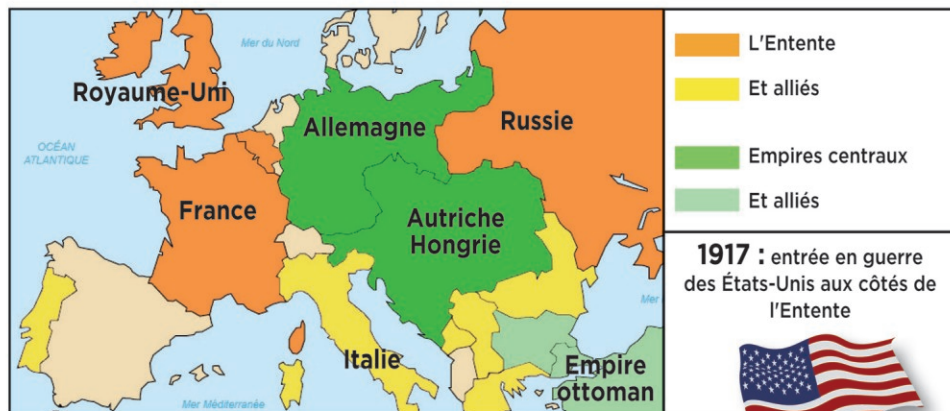 Mer du Nord
Royaume-Uni
Allemagne
Russie
OCÉAN
ATLANTIQUE
France
Autriche
Hongrie
Mer
Italie
Empire
ottoman
Mer Méditerranée
L'Entente
Et alliés
Empires centraux
Et alliés
1917 : entrée en guerre
des États-Unis aux côtés de
l'Entente